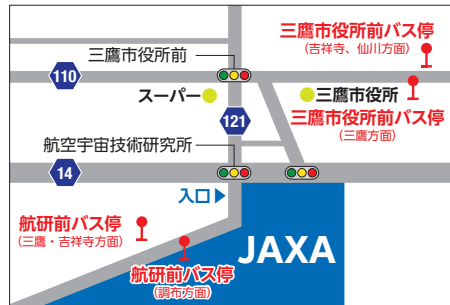 三鷹市役所前バス停
(吉祥寺、仙川方面)
三鷹市役所前
110
スーパー
三鷹市役所
三鷹市役所前バス停
(三鷹方面)
121
航空宇宙技術研究所
14
入口
航研前バス停
(三鷹・吉祥寺方面)
JAXA
航研前バス停
(調布方面)